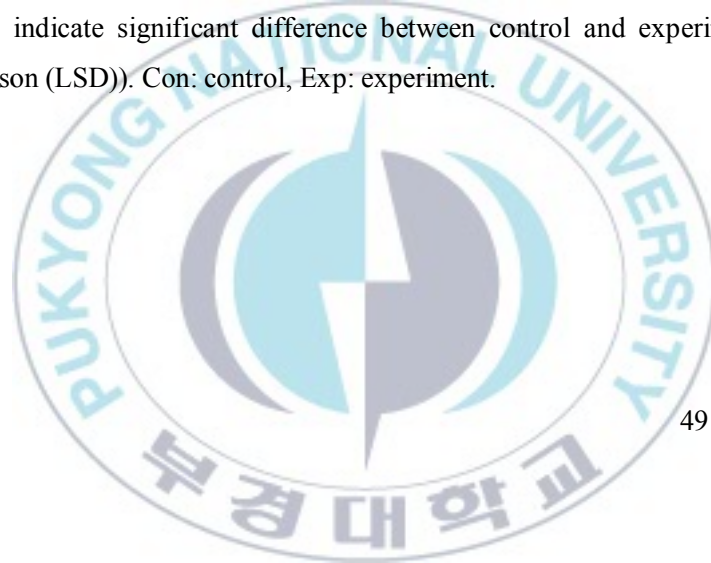 indicate significant difference between control and experi
son (LSD)). Con: control, Exp: experiment.
PUKYONG NATIONAL UNIVERSITY
49
부경대학교